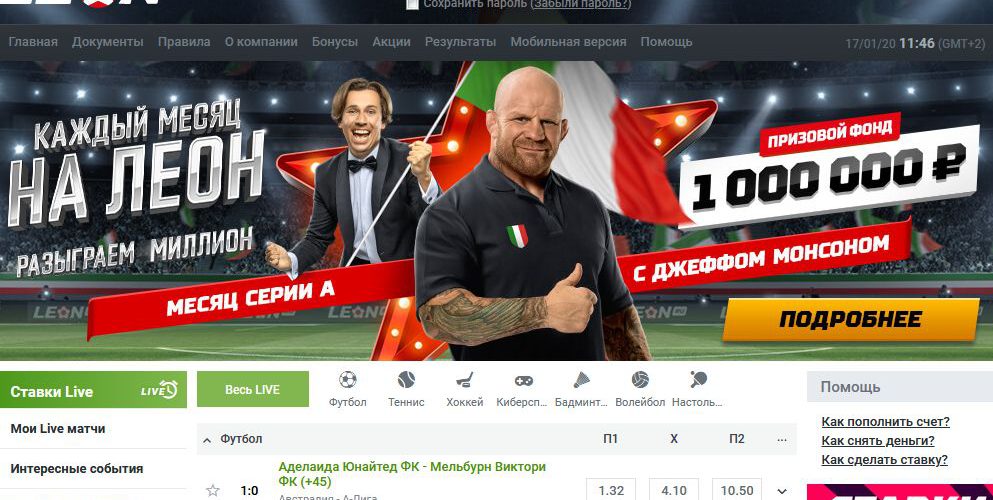 Сохранить пароль (Забыли пароль?)
Главная Документы Правила О компании Бонусы Акции Результаты Мобильная версия Помощь
17/01/20 11:46 (GMT+2)
КАЖДЫЙ МЕСЯЦ
НА ЛЕОН
РАЗЫГРАЕМ МИЛЛИОН
ПРИЗОВОЙ ФОНД
1 000 000 ₽
МЕСЯЦ СЕРИИ А
С ДЖЕФФОМ МОНСОНОМ
LEON LEON LEON
ПОДРОБНЕЕ
Ставки Live LIVE
Мои Live матчи
Интересные события
Весь LIVE
Футбол Теннис Хоккей Киберсп... Бадминт... Волейбол Настоль...
Футбол П1 X П2 ...
Аделаида Юнайтед ФК - Мельбурн Виктори
ФК (+45)
1:0 1.32 4.10 10.50
Австралия - А-Лига
Помощь
Как пополнить счет?
Как снять деньги?
Как сделать ставку?